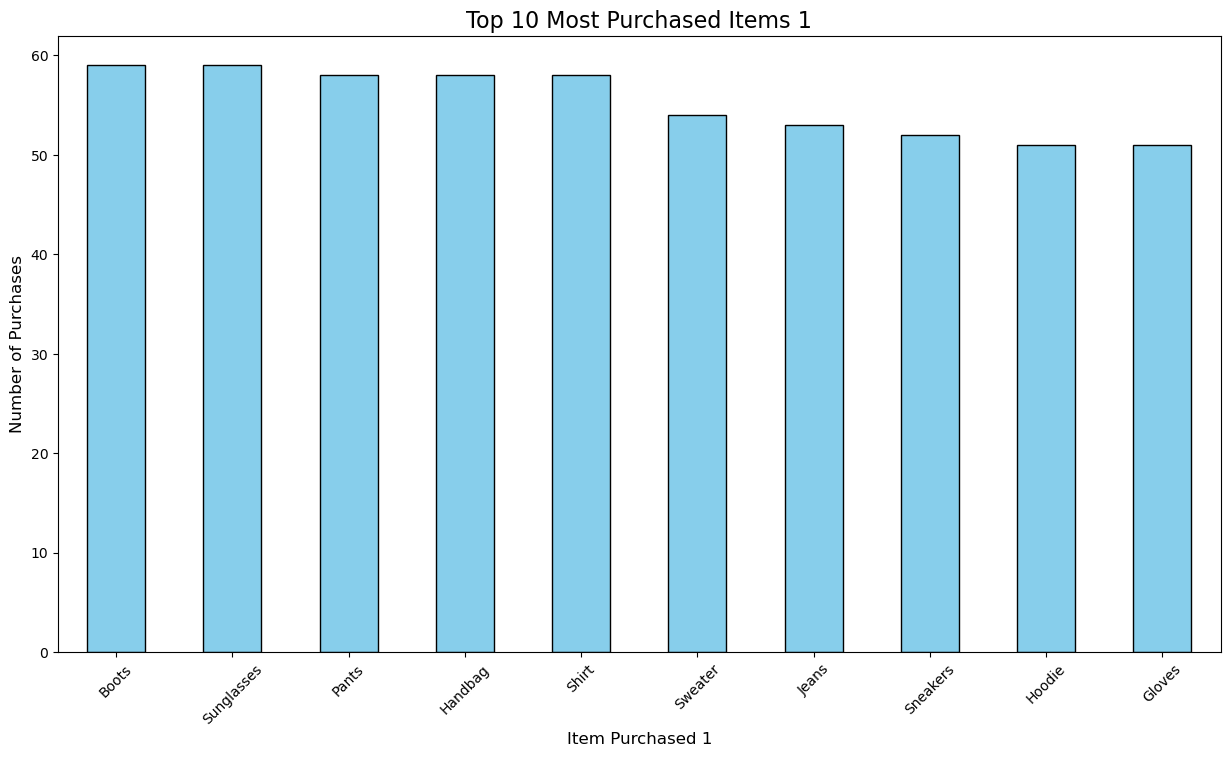 Top 10 Most Purchased Items 1
60
50
40
30
20
10
0
Number of Purchases
Boots
Sunglasses
Pants
Handbag
Shirt
Sweater
Jeans
Sneakers
Hoodie
Gloves
Item Purchased 1